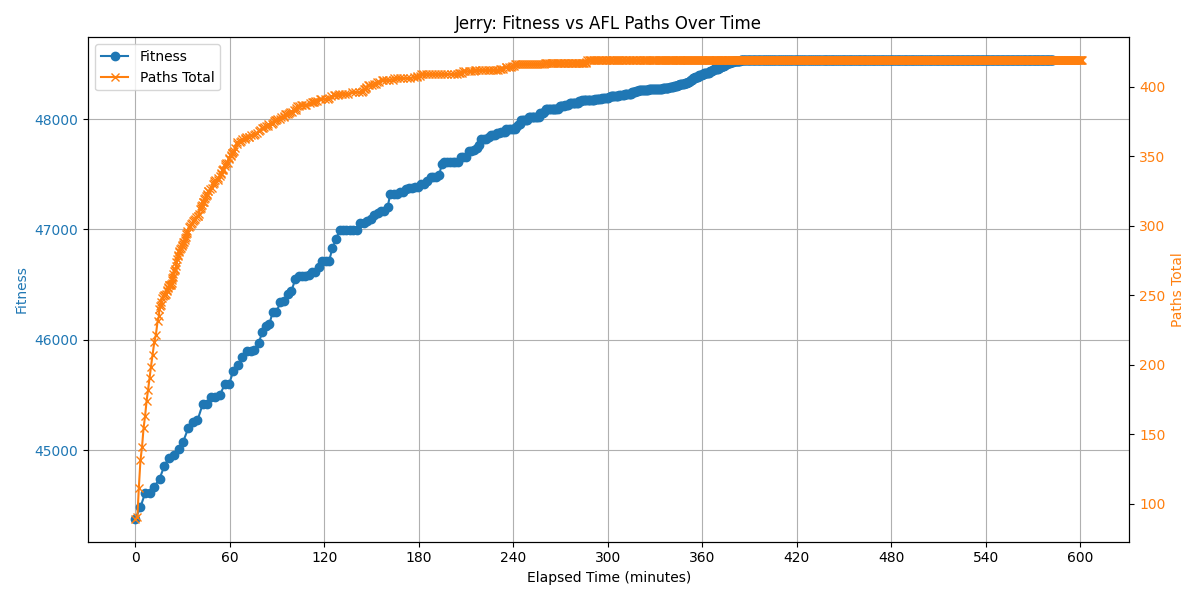 Jerry: Fitness vs AFL Paths Over Time
Fitness
Paths Total
48000
47000
46000
45000
Fitness
400
350
300
250
200
150
100
Paths Total
0 60 120 180 240 300 360 420 480 540 600
Elapsed Time (minutes)